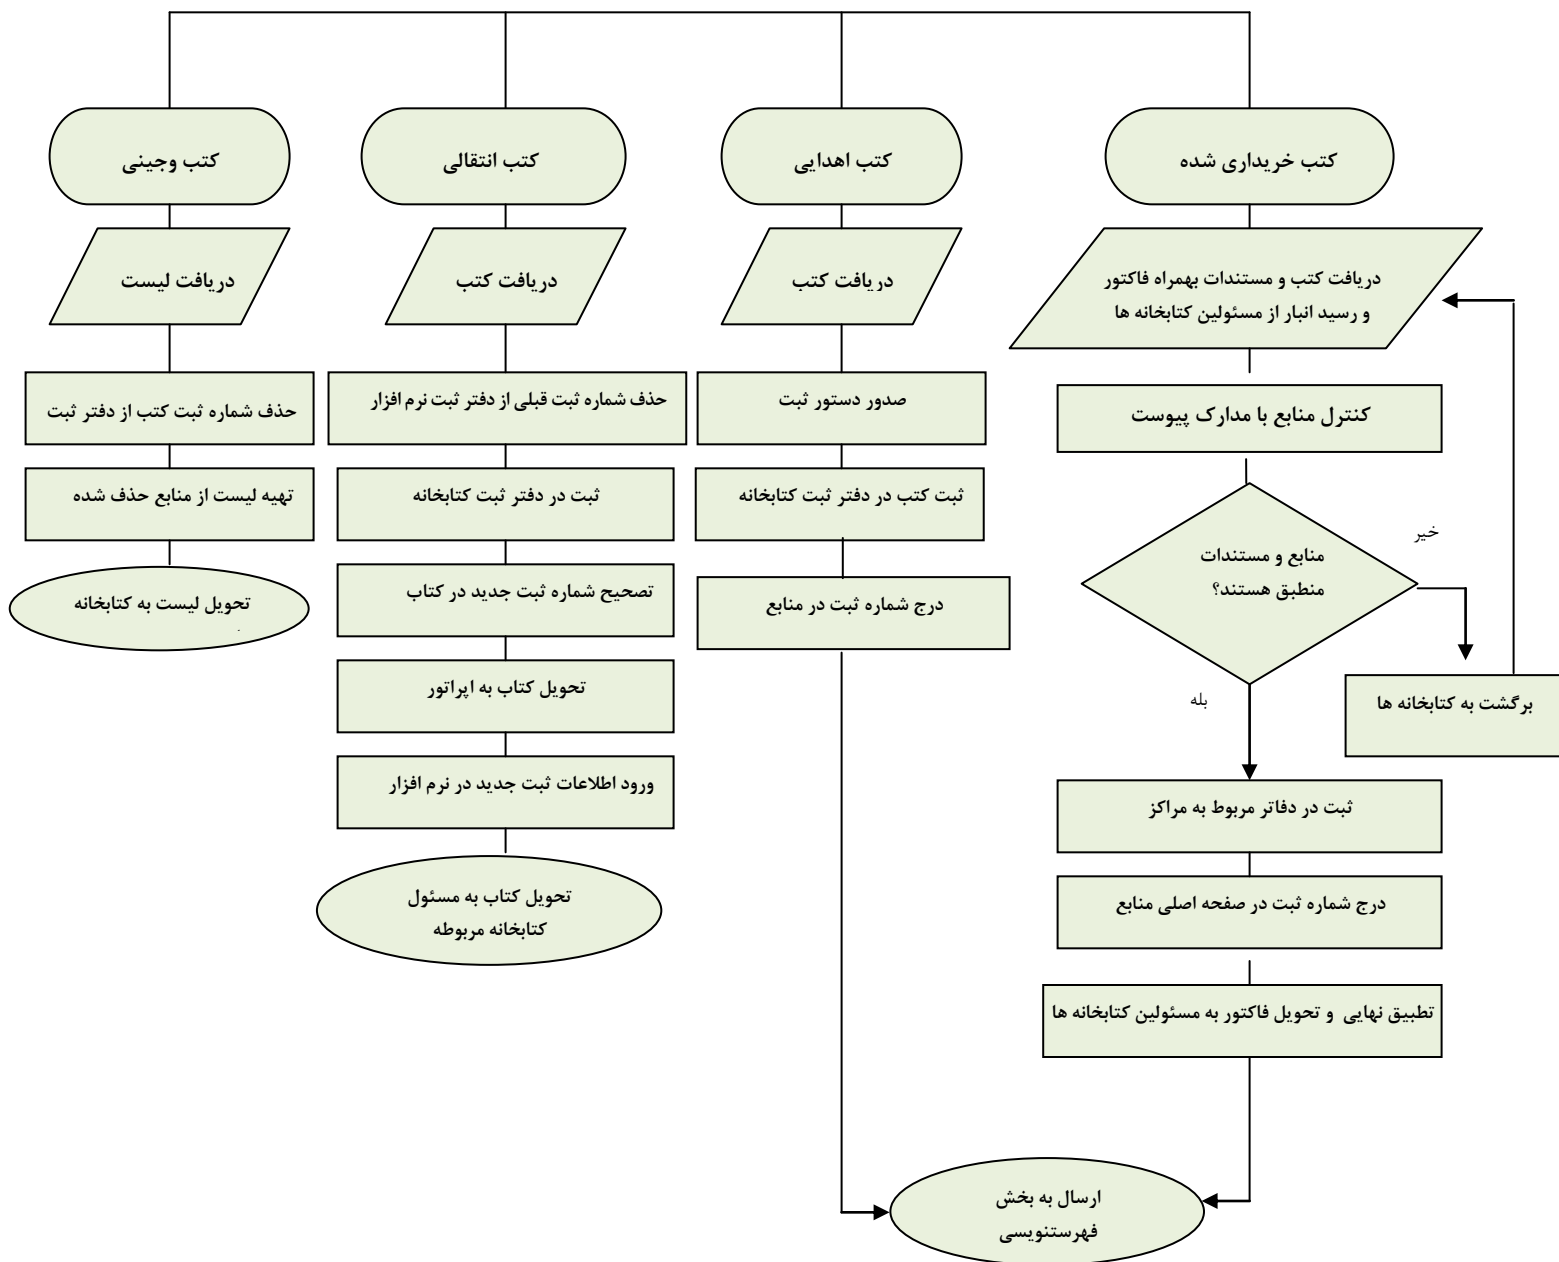 کتب خریداری شده
دریافت کتب و مستندات بهمراه فاکتور
و رسید انبار از مسئولین کتابخانه ها
کنترل منابع با مدارک پیوست
منابع و مستندات
منطبق هستند؟
خیر
برگشت به کتابخانه ها
بله
ثبت در دفاتر مربوط به مراکز
درج شماره ثبت در صفحه اصلی منابع
تطبیق نهایی و تحویل فاکتور به مسئولین کتابخانه ها
کتب اهدایی
دریافت کتب
صدور دستور ثبت
ثبت کتب در دفتر ثبت کتابخانه
درج شماره ثبت در منابع
ارسال به بخش
فهرستنویسی
کتب انتقالی
دریافت کتب
حذف شماره ثبت قبلی از دفتر ثبت نرم افزار
ثبت در دفتر ثبت کتابخانه
تصحیح شماره ثبت جدید در کتاب
تحویل کتاب به اپراتور
ورود اطلاعات ثبت جدید در نرم افزار
تحویل کتاب به مسئول
کتابخانه مربوطه
کتب وجینی
دریافت لیست
حذف شماره ثبت کتب از دفتر ثبت
تهیه لیست از منابع حذف شده
تحویل لیست به کتابخانه